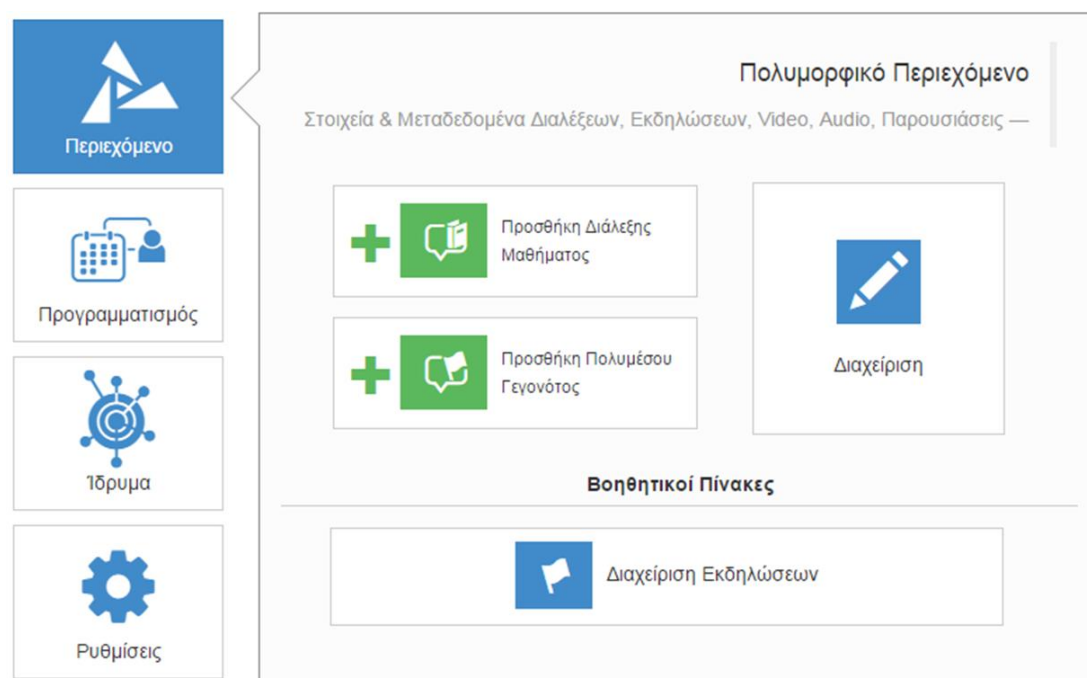 Περιεχόμενο
Προγραμματισμός
Ίδρυμα
Ρυθμίσεις
Πολυμορφικό Περιεχόμενο
Στοιχεία & Μεταδεδομένα Διαλέξεων, Εκδηλώσεων, Video, Audio, Παρουσιάσεις —
Προσθήκη Διάλεξης
Μαθήματος
Προσθήκη Πολυμέσου
Γεγονότος
Διαχείριση
Βοηθητικοί Πίνακες
Διαχείριση Εκδηλώσεων